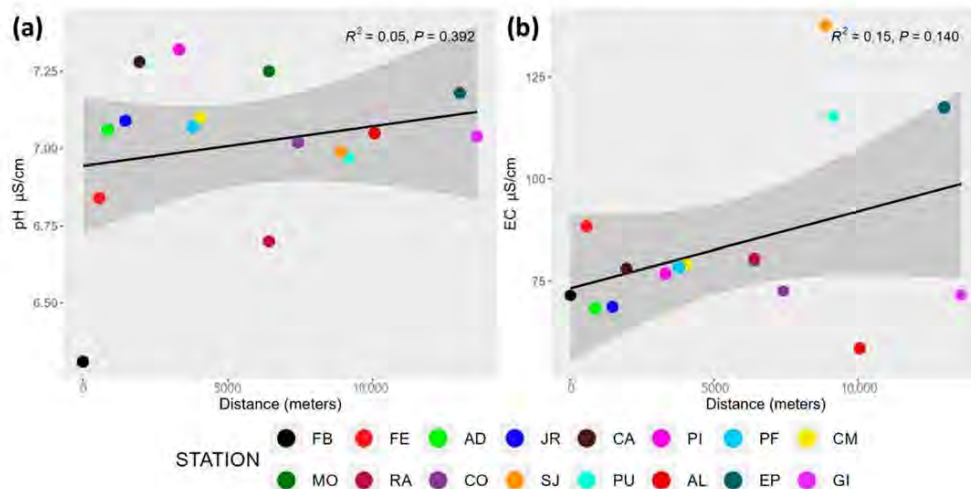 (a)
R² = 0.05, P = 0.392
7.25
7.00
6.75
6.50
pH µS/cm
0
5000
10,000
Distance (meters)
(b)
R² = 0.15, P = 0.140
125
100
75
EC µS/cm
0
5000
10,000
Distance (meters)
STATION
FB FE AD JR CA PI PF CM
MO RA CO SJ PU AL EP GI